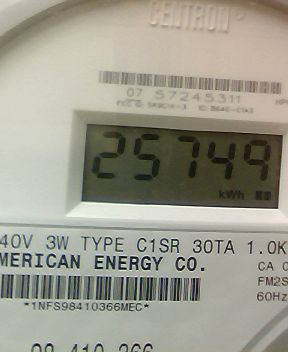 CENTRON
07 57245311
25749
kWh
40V 3W TYPE C1SR 30TA 1.0K
MERICAN ENERGY CO.
CA 0
FM2S
60Hz
*1NFS98410366MEC*
98 410 366